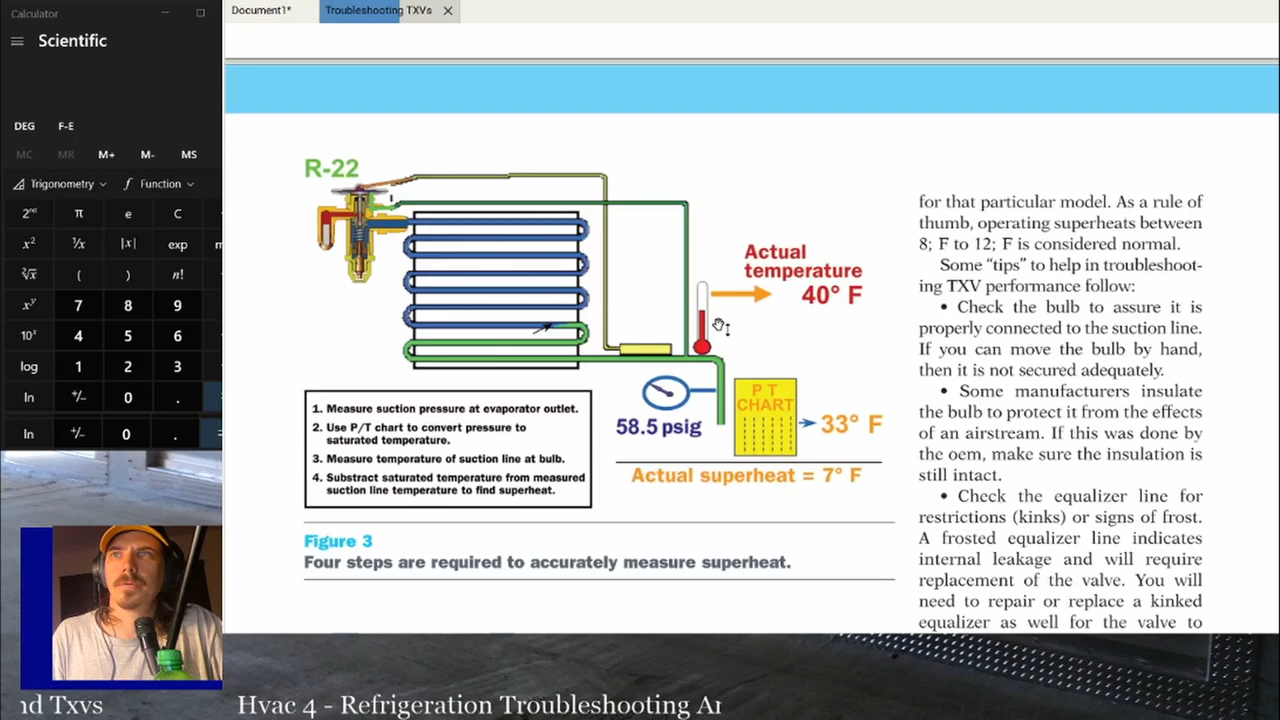 Calculator
Scientific
DEG F-E
MC MR M+ M- MS
Trigonometry Function
2nd π e C
x² ¹/x |x| exp m
²√x ( ) n!
xʸ 7 8 9
10ˣ 4 5 6
log 1 2 3
ln +/- 0 .
ln +/- 0 .
Document1* Troubleshooting TXVs
R-22
Actual
temperature
40° F
P T
CHART
58.5 psig
33° F
Actual superheat = 7° F
1. Measure suction pressure at evaporator outlet.
2. Use P/T chart to convert pressure to
saturated temperature.
3. Measure temperature of suction line at bulb.
4. Substract saturated temperature from measured
suction line temperature to find superheat.
Figure 3
Four steps are required to accurately measure superheat.
for that particular model. As a rule of
thumb, operating superheats between
8; F to 12; F is considered normal.
Some “tips” to help in troubleshoot-
ing TXV performance follow:
• Check the bulb to assure it is
properly connected to the suction line.
If you can move the bulb by hand,
then it is not secured adequately.
• Some manufacturers insulate
the bulb to protect it from the effects
of an airstream. If this was done by
the oem, make sure the insulation is
still intact.
• Check the equalizer line for
restrictions (kinks) or signs of frost.
A frosted equalizer line indicates
internal leakage and will require
replacement of the valve. You will
need to repair or replace a kinked
equalizer as well for the valve to
nd Txvs Hvac 4 - Refrigeration Troubleshooting Ar